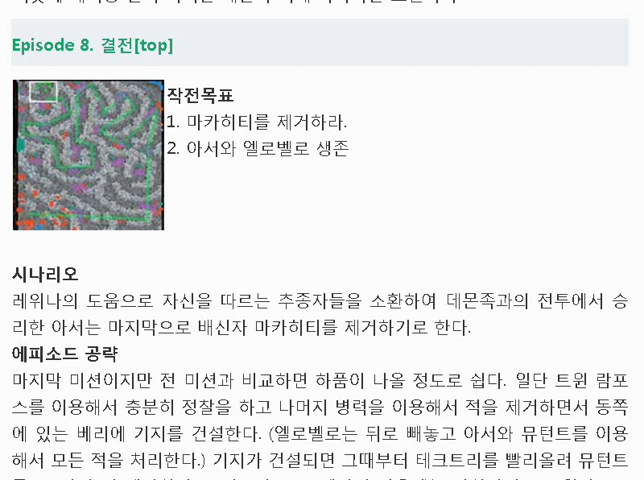 Episode 8. 결전[top]
작전목표
1. 마카히티를 제거하라.
2. 아서와 엘로벨로 생존
시나리오
레위나의 도움으로 자신을 따르는 추종자들을 소환하여 데몬족과의 전투에서 승
리한 아서는 마지막으로 배신자 마카히티를 제거하기로 한다.
에피소드 공략
마지막 미션이지만 전 미션과 비교하면 하품이 나올 정도로 쉽다. 일단 트윈 람포
스를 이용해서 충분히 정찰을 하고 나머지 병력을 이용해서 적을 제거하면서 동쪽
에 있는 베리에 기지를 건설한다. (엘로벨로는 뒤로 빼놓고 아서와 뮤턴트를 이용
해서 모든 적을 처리한다.) 기지가 건설되면 그때부터 테크트리를 빨리올려 뮤턴트